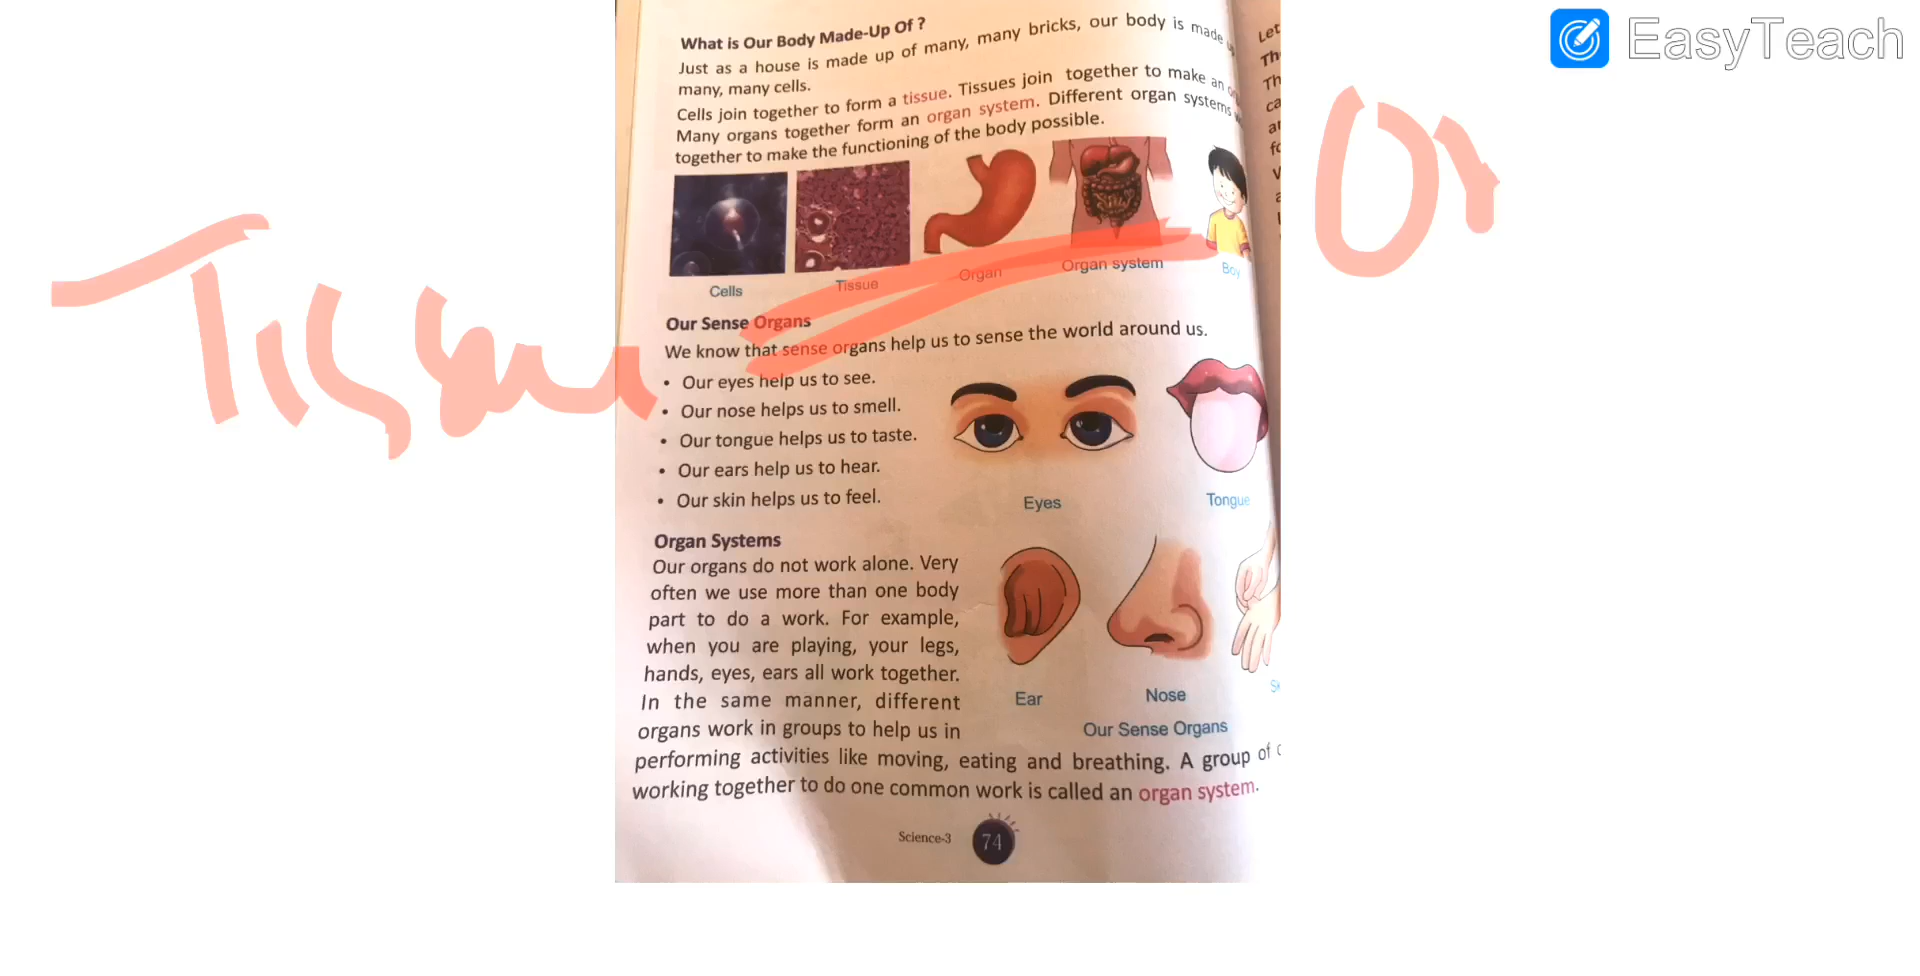 EasyTeach
What is Our Body Made-Up Of ?
Just as a house is made up of many, many bricks, our body is made
many, many cells.
Cells join together to form a tissue. Tissues join together to make an
Many organs together form an organ system. Different organ systems
together to make the functioning of the body possible.
Cells
Tissue
Organ
Organ system
Boy
Tissu
Or
Our Sense Organs
We know that sense organs help us to sense the world around us.
• Our eyes help us to see.
• Our nose helps us to smell.
• Our tongue helps us to taste.
• Our ears help us to hear.
• Our skin helps us to feel.
Eyes
Tongue
Organ Systems
Our organs do not work alone. Very
often we use more than one body
part to do a work. For example,
when you are playing, your legs,
hands, eyes, ears all work together.
In the same manner, different
organs work in groups to help us in
performing activities like moving, eating and breathing. A group of
working together to do one common work is called an organ system.
Ear
Nose
Our Sense Organs
Science-3
74